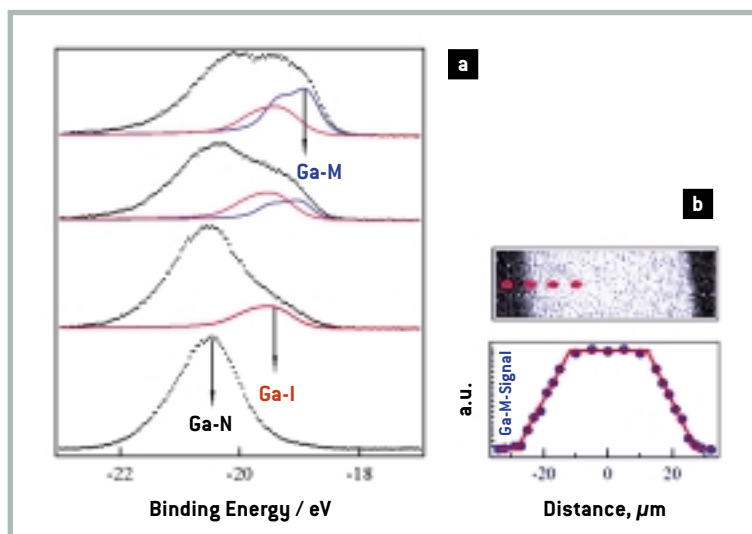 a
Ga-M
b
Ga-I
Ga-N
-22 -20 -18
Binding Energy / eV
a.u.
Ga-M-Signal
-20 0 20
Distance, µm